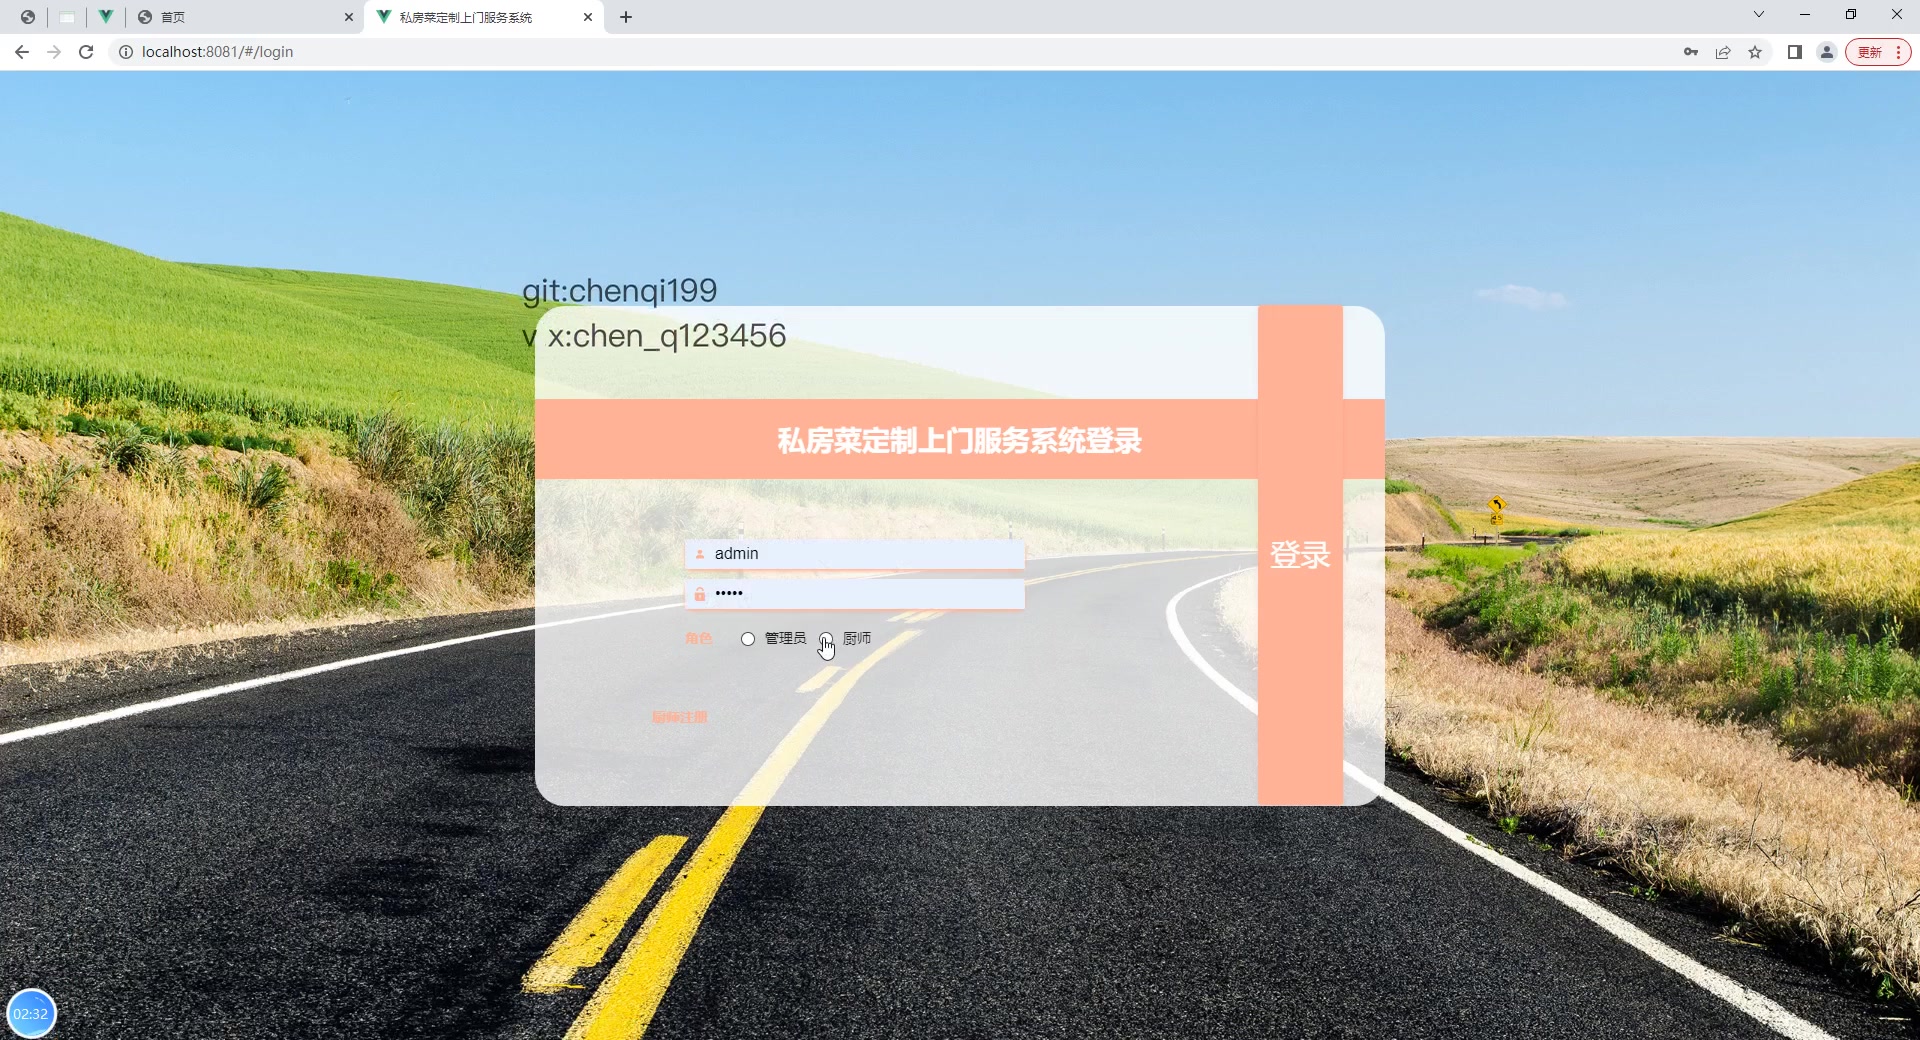 首页
私房菜定制上门服务系统
localhost:8081/#/login
更新
git:chenqi199
v x:chen_q123456
私房菜定制上门服务系统登录
admin
•••••
登录
角色 管理员 厨师
厨师注册
02:32